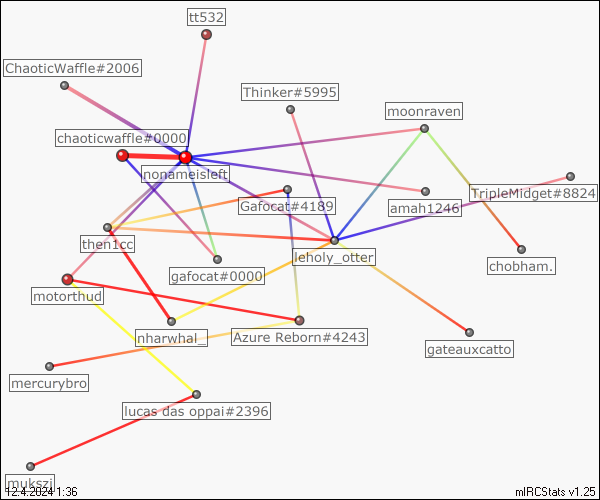 tt532
ChaoticWaffle#2006
Thinker#5995
moonraven
chaoticwaffle#0000
nonameisleft
TripleMidget#8824
Gafocat#4189
amah1246
then1cc
leholy_otter
chobham.
gafocat#0000
motorthud
nharwhal_
Azure Reborn#4243
gateauxcatto
mercurybro
lucas das oppai#2396
mukszi
12.4.2024 1:36
mIRCStats v1.25